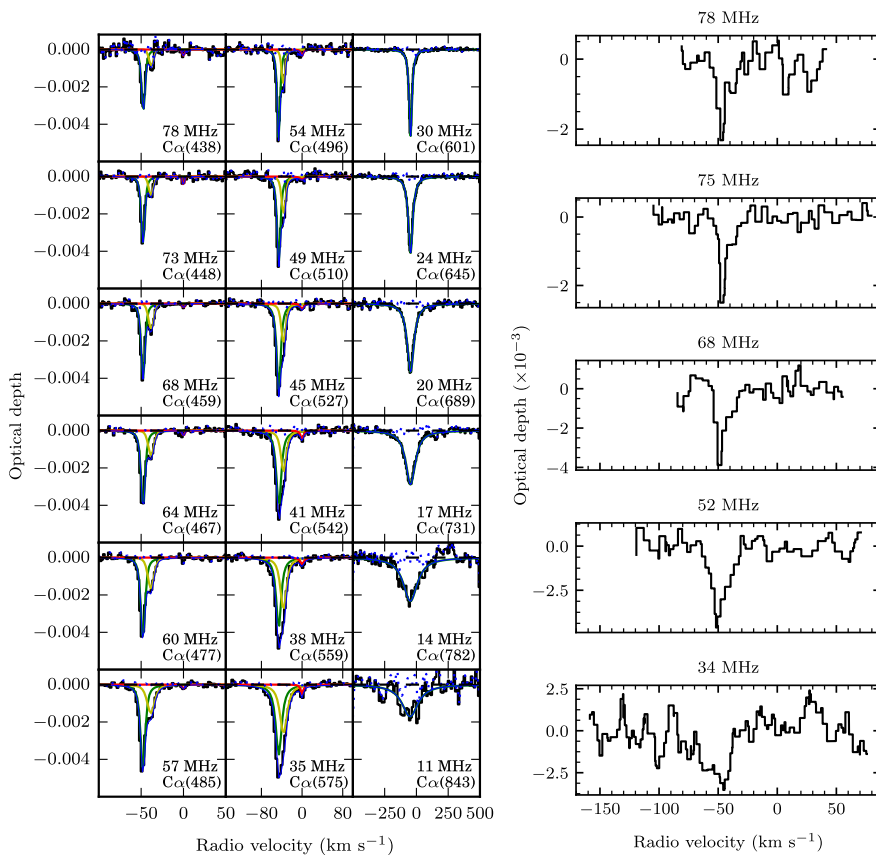 0.000
−0.002
−0.004
78 MHz
Cα(438)
54 MHz
Cα(496)
30 MHz
Cα(601)
0.000
−0.002
−0.004
73 MHz
Cα(448)
49 MHz
Cα(510)
24 MHz
Cα(645)
0.000
−0.002
−0.004
68 MHz
Cα(459)
45 MHz
Cα(527)
20 MHz
Cα(689)
0.000
−0.002
−0.004
64 MHz
Cα(467)
41 MHz
Cα(542)
17 MHz
Cα(731)
0.000
−0.002
−0.004
60 MHz
Cα(477)
38 MHz
Cα(559)
14 MHz
Cα(782)
0.000
−0.002
−0.004
57 MHz
Cα(485)
35 MHz
Cα(575)
11 MHz
Cα(843)
−50 0 50
−80 0 80
−250 0 250 500
Optical depth
Radio velocity (km s⁻¹)
78 MHz
0
−2
75 MHz
0
−2
68 MHz
0
−2
−4
52 MHz
0.0
−2.5
34 MHz
2.5
0.0
−2.5
−150 −100 −50 0 50
Optical depth (×10⁻³)
Radio velocity (km s⁻¹)